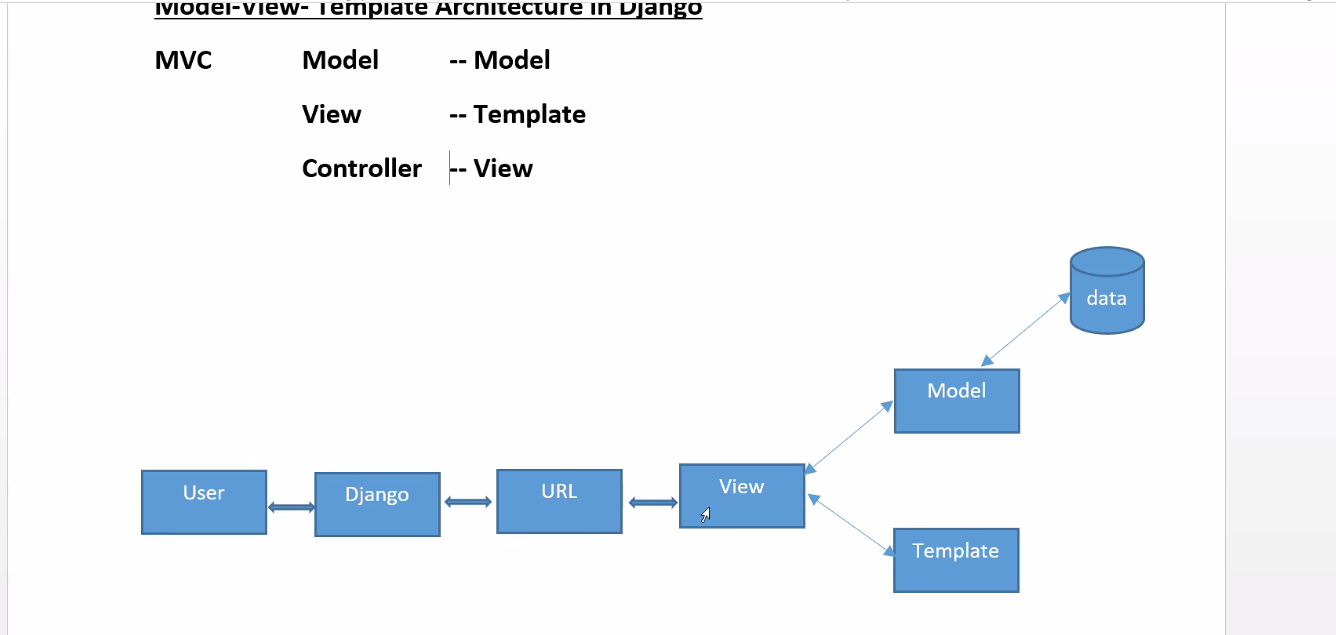 Model-View- Template Architecture in Django
MVC Model -- Model
View -- Template
Controller -- View
data
Model
User
Django
URL
View
Template